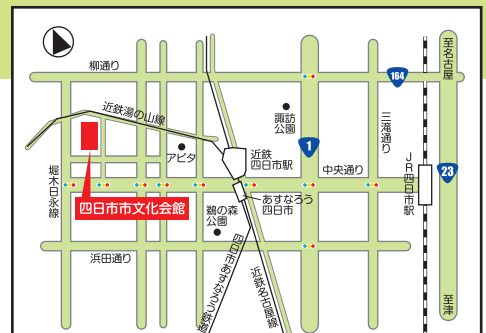 至名古屋
柳通り
164
近鉄湯の山線
諏訪
公園
三滝通り
1
アピタ
近鉄
四日市駅
中央通り
JR四日市駅
23
堀木日永線
四日市市文化会館
あすなろう
四日市
鵜の森
公園
浜田通り
四日市あすなろう鉄道
近鉄名古屋線
至津